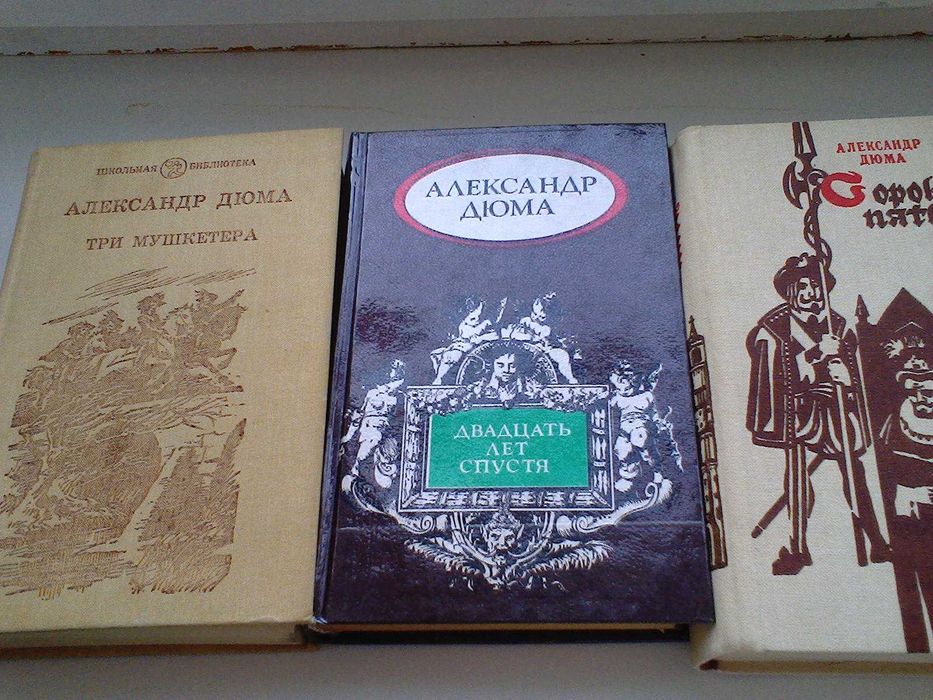 ШКОЛЬНАЯ БИБЛИОТЕКА
АЛЕКСАНДР ДЮМА
ТРИ МУШКЕТЕРА
АЛЕКСАНДР
ДЮМА
ДВАДЦАТЬ
ЛЕТ
СПУСТЯ
АЛЕКСАНДР
ДЮМА